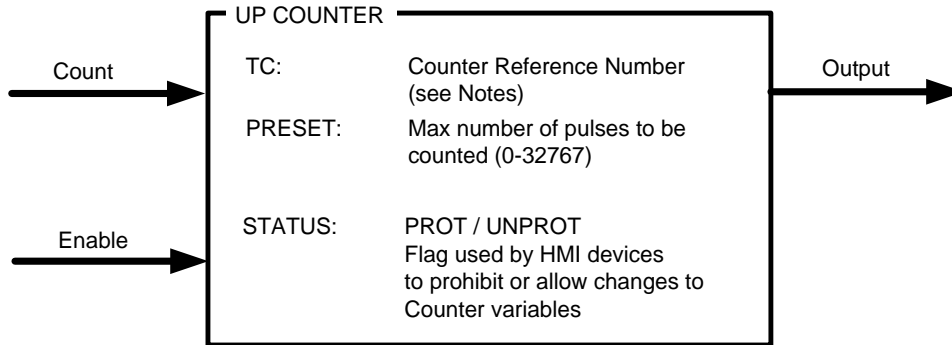 UP COUNTER
Count
TC: Counter Reference Number
(see Notes)
Output
PRESET: Max number of pulses to be
counted (0-32767)
Enable
STATUS: PROT / UNPROT
Flag used by HMI devices
to prohibit or allow changes to
Counter variables